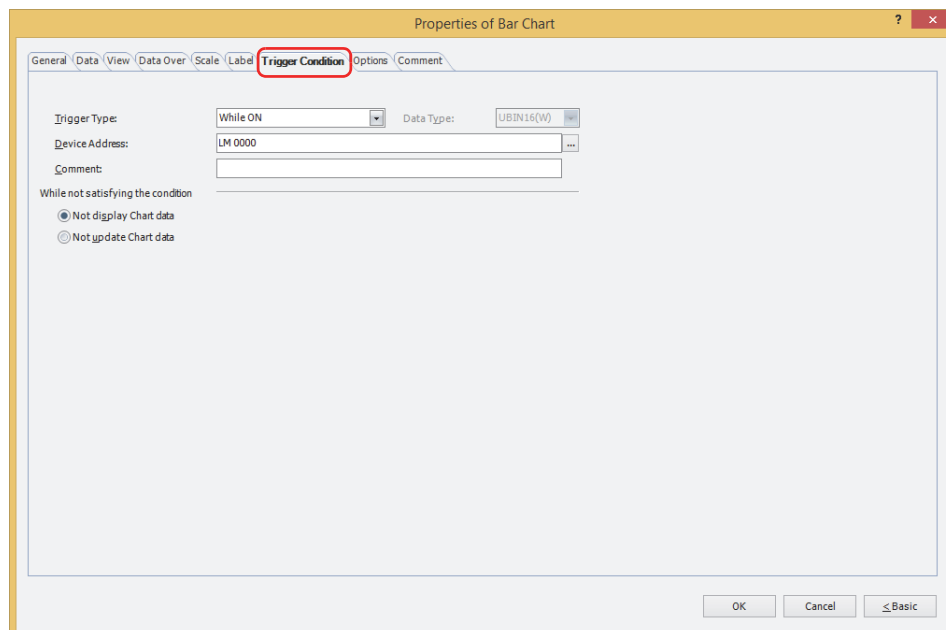 Properties of Bar Chart ? ×
General Data View Data Over Scale Label Trigger Condition Options Comment
Trigger Type: While ON Data Type: UBIN16(W)
Device Address: LM 0000 ...
Comment:
While not satisfying the condition
Not display Chart data
Not update Chart data
OK Cancel < Basic